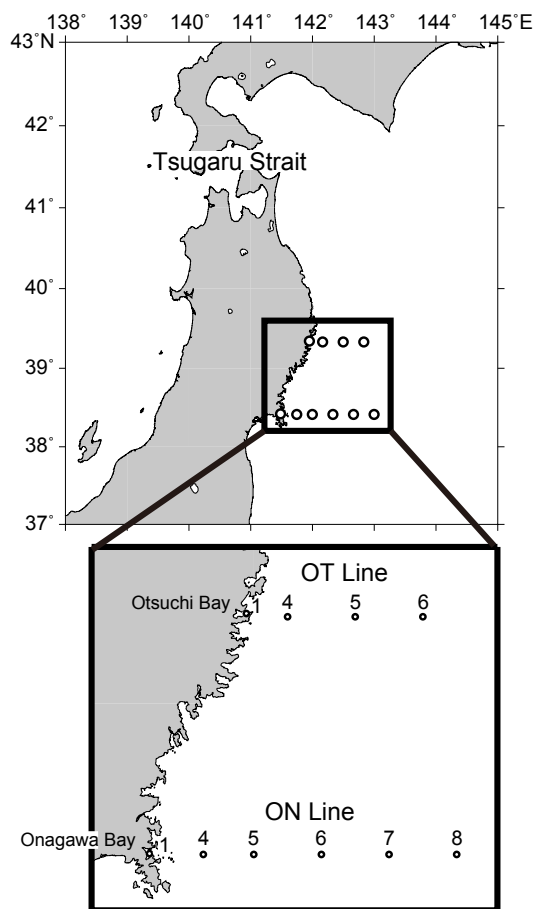 138° 139° 140° 141° 142° 143° 144° 145°E
43°N
42°
Tsugaru Strait
41°
40°
39°
38°
37°
OT Line
Otsuchi Bay 1 4 5 6
ON Line
Onagawa Bay 1 4 5 6 7 8